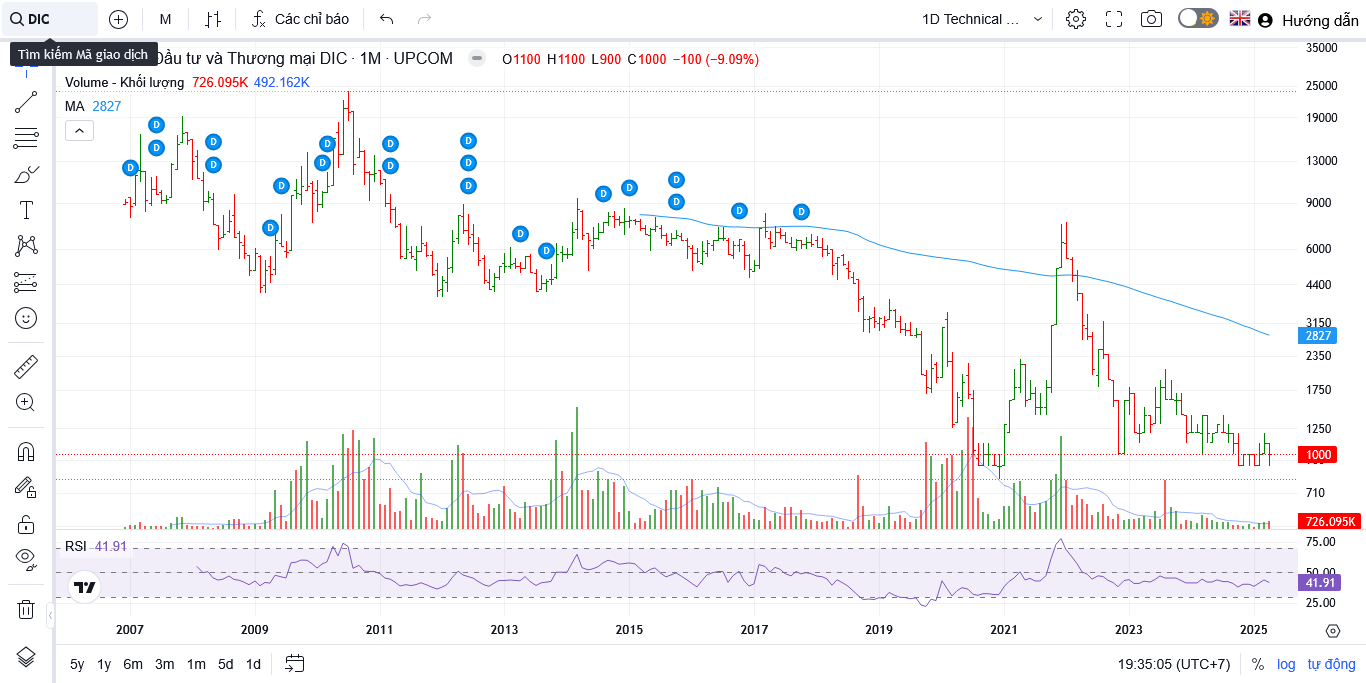 DIC
M
Các chỉ báo
1D Technical ...
Hướng dẫn
Tìm kiếm Mã giao dịch
Đầu tư và Thương mại DIC · 1M · UPCOM
O1100 H1100 L900 C1000 −100 (−9.09%)
Volume - Khối lượng 726.095K 492.162K
MA 2827
D D D D D D D D D D D D D D D D D D D D D D D
35000
25000
19000
13000
9000
6000
4400
3150
2827
2350
1750
1250
1000
710
726.095K
RSI 41.91
75.00
50.00
41.91
25.00
2007 2009 2011 2013 2015 2017 2019 2021 2023 2025
5y 1y 6m 3m 1m 5d 1d
19:35:05 (UTC+7) % log tự động